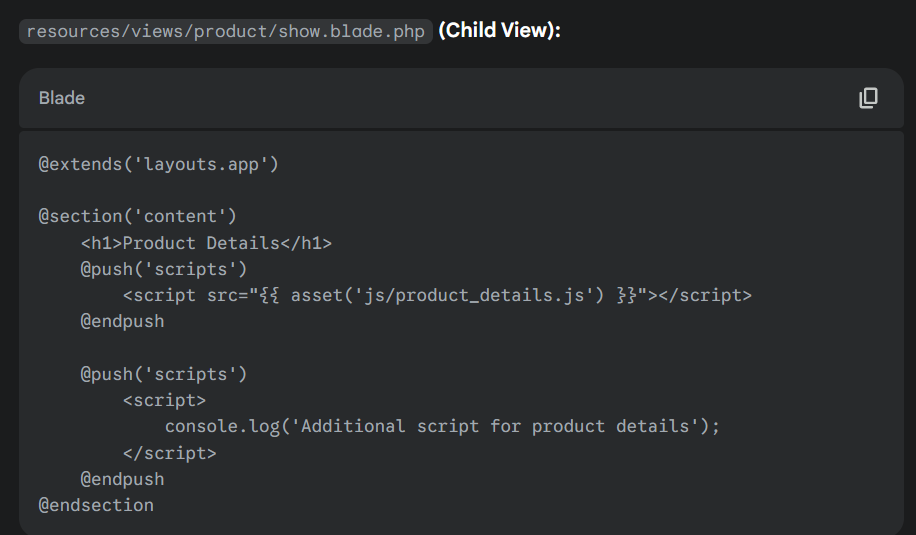 resources/views/product/show.blade.php (Child View):
Blade
@extends('layouts.app')
@section('content')
<h1>Product Details</h1>
@push('scripts')
<script src="{{ asset('js/product_details.js') }}"></script>
@endpush
@push('scripts')
<script>
console.log('Additional script for product details');
</script>
@endpush
@endsection